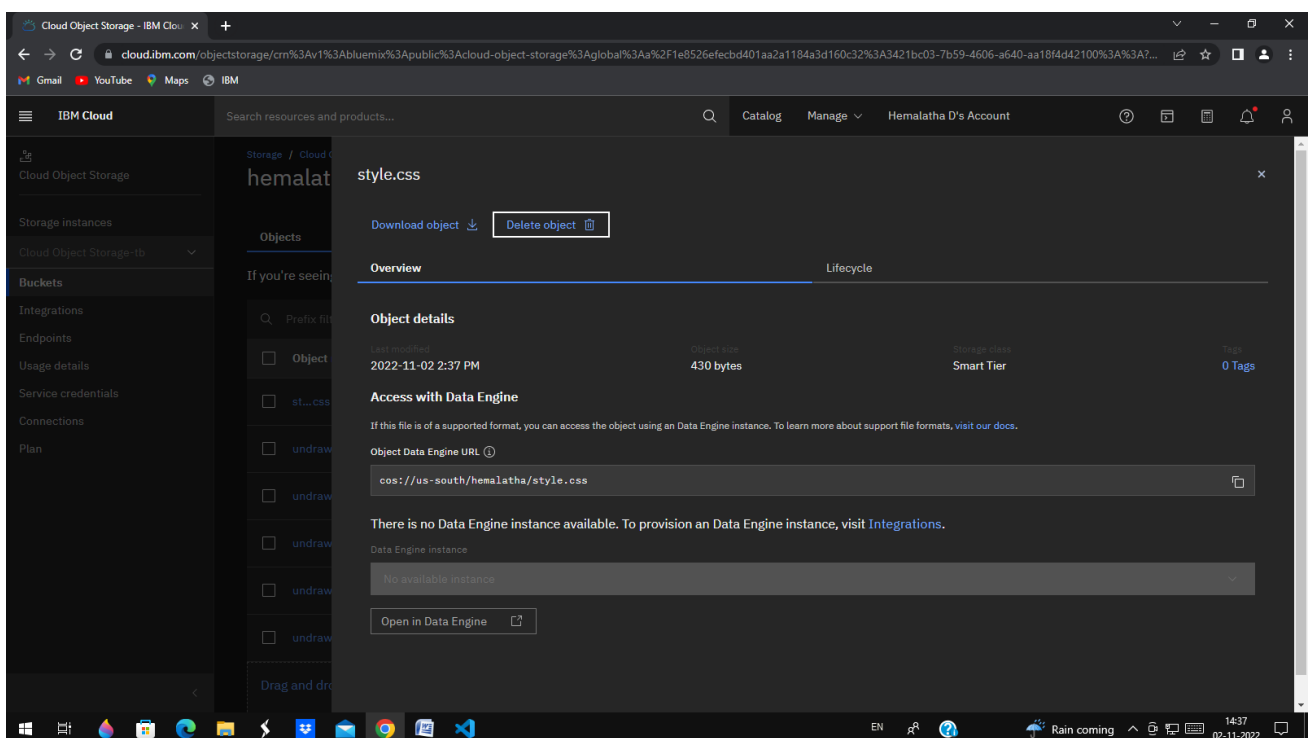 Cloud Object Storage - IBM Clou
cloud.ibm.com/objectstorage/crn%3Av1%3Abluemix%3Apublic%3Acloud-object-storage%3Aglobal%3Aa%2F1e8526efecbd401aa2a1184a3d160c32%3A3421bc03-7b59-4606-a640-aa18f4d42100%3A%3A?...
Gmail YouTube Maps IBM
IBM Cloud Search resources and products... Catalog Manage Hemalatha D's Account
Cloud Object Storage
Storage instances
Cloud Object Storage-tb
Buckets
Integrations
Endpoints
Usage details
Service credentials
Connections
Plan
Storage / Cloud
hemalat
Objects
If you're seein
Prefix filt
Object
st...css
undraw
undraw
undraw
undraw
undraw
Drag and dro
style.css
Download object Delete object
Overview Lifecycle
Object details
Last modified Object size Storage class Tags
2022-11-02 2:37 PM 430 bytes Smart Tier 0 Tags
Access with Data Engine
If this file is of a supported format, you can access the object using an Data Engine instance. To learn more about support file formats, visit our docs.
Object Data Engine URL
cos://us-south/hemalatha/style.css
There is no Data Engine instance available. To provision an Data Engine instance, visit Integrations.
Data Engine instance
No available instance
Open in Data Engine
EN Rain coming 14:37
02-11-2022